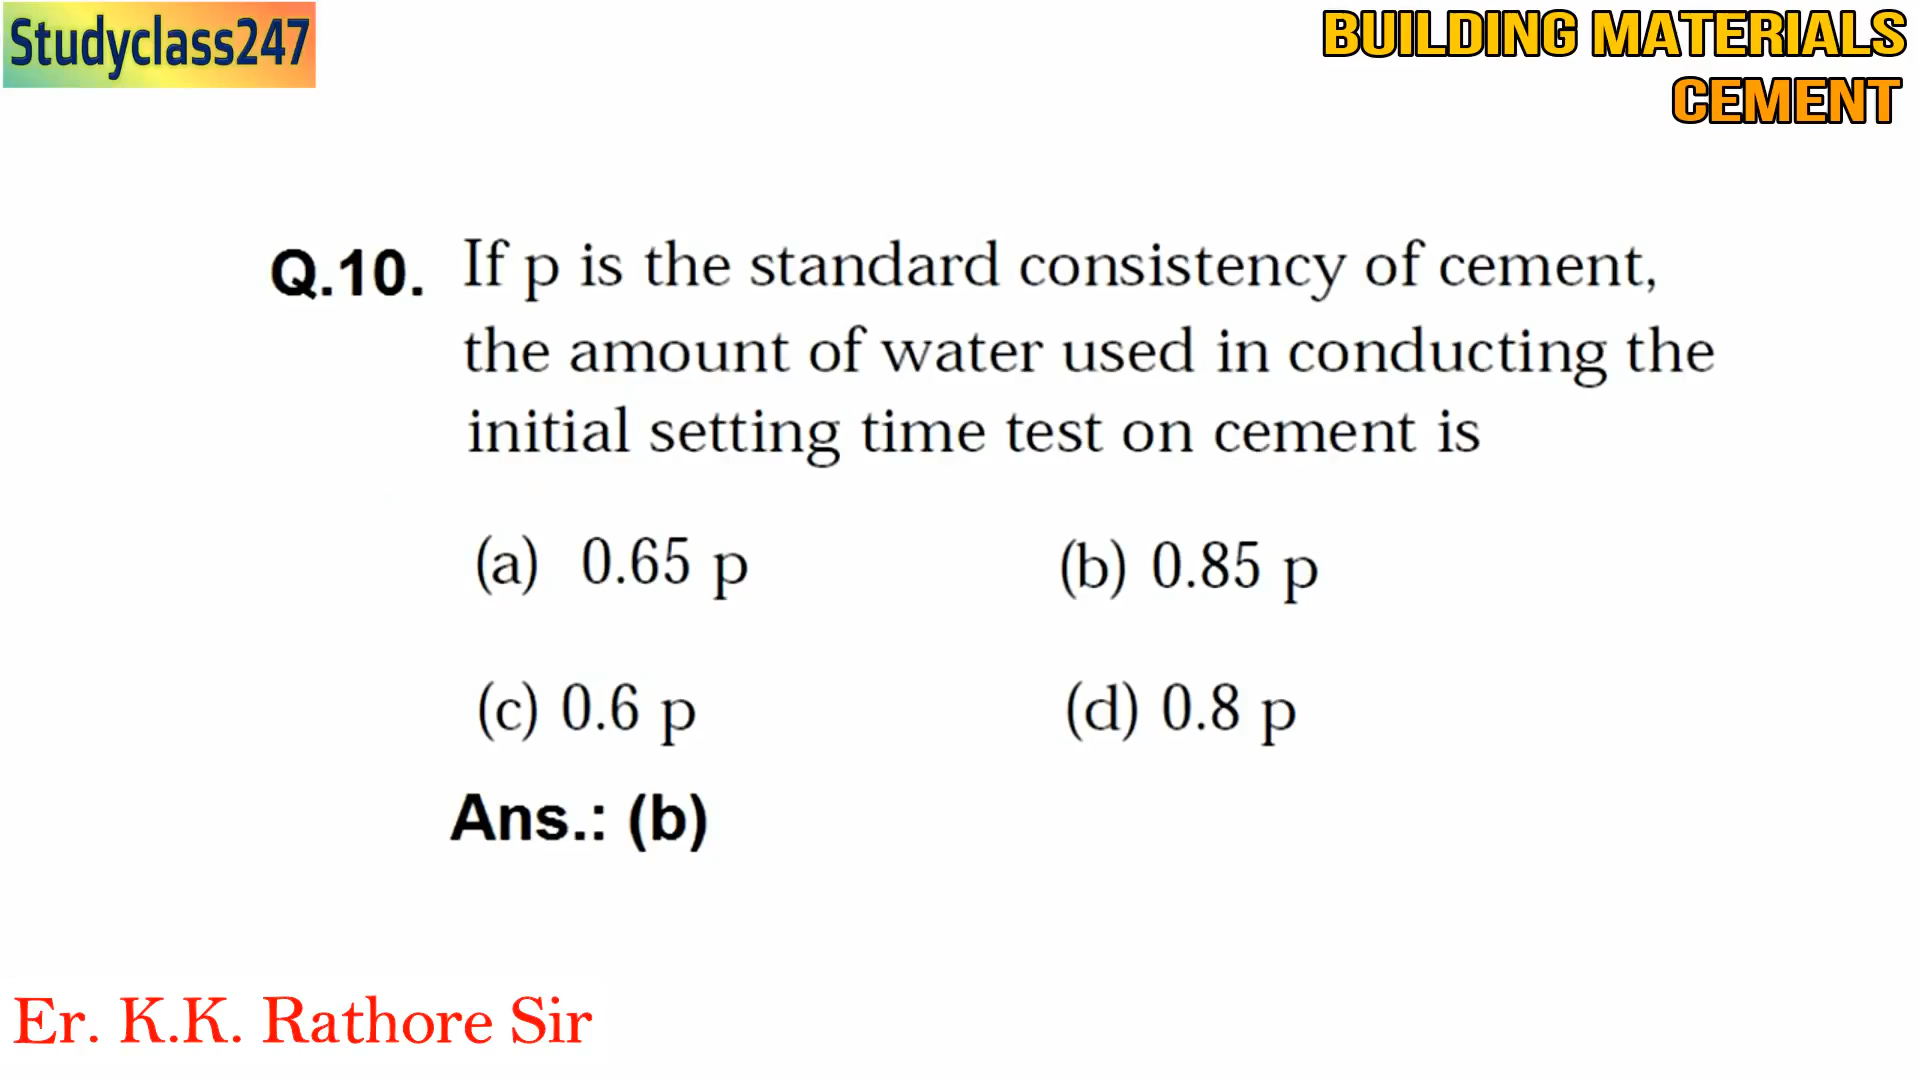 Studyclass247
BUILDING MATERIALS
CEMENT
Q.10. If p is the standard consistency of cement,
the amount of water used in conducting the
initial setting time test on cement is
(a) 0.65 p (b) 0.85 p
(c) 0.6 p (d) 0.8 p
Ans.: (b)
Er. K.K. Rathore Sir